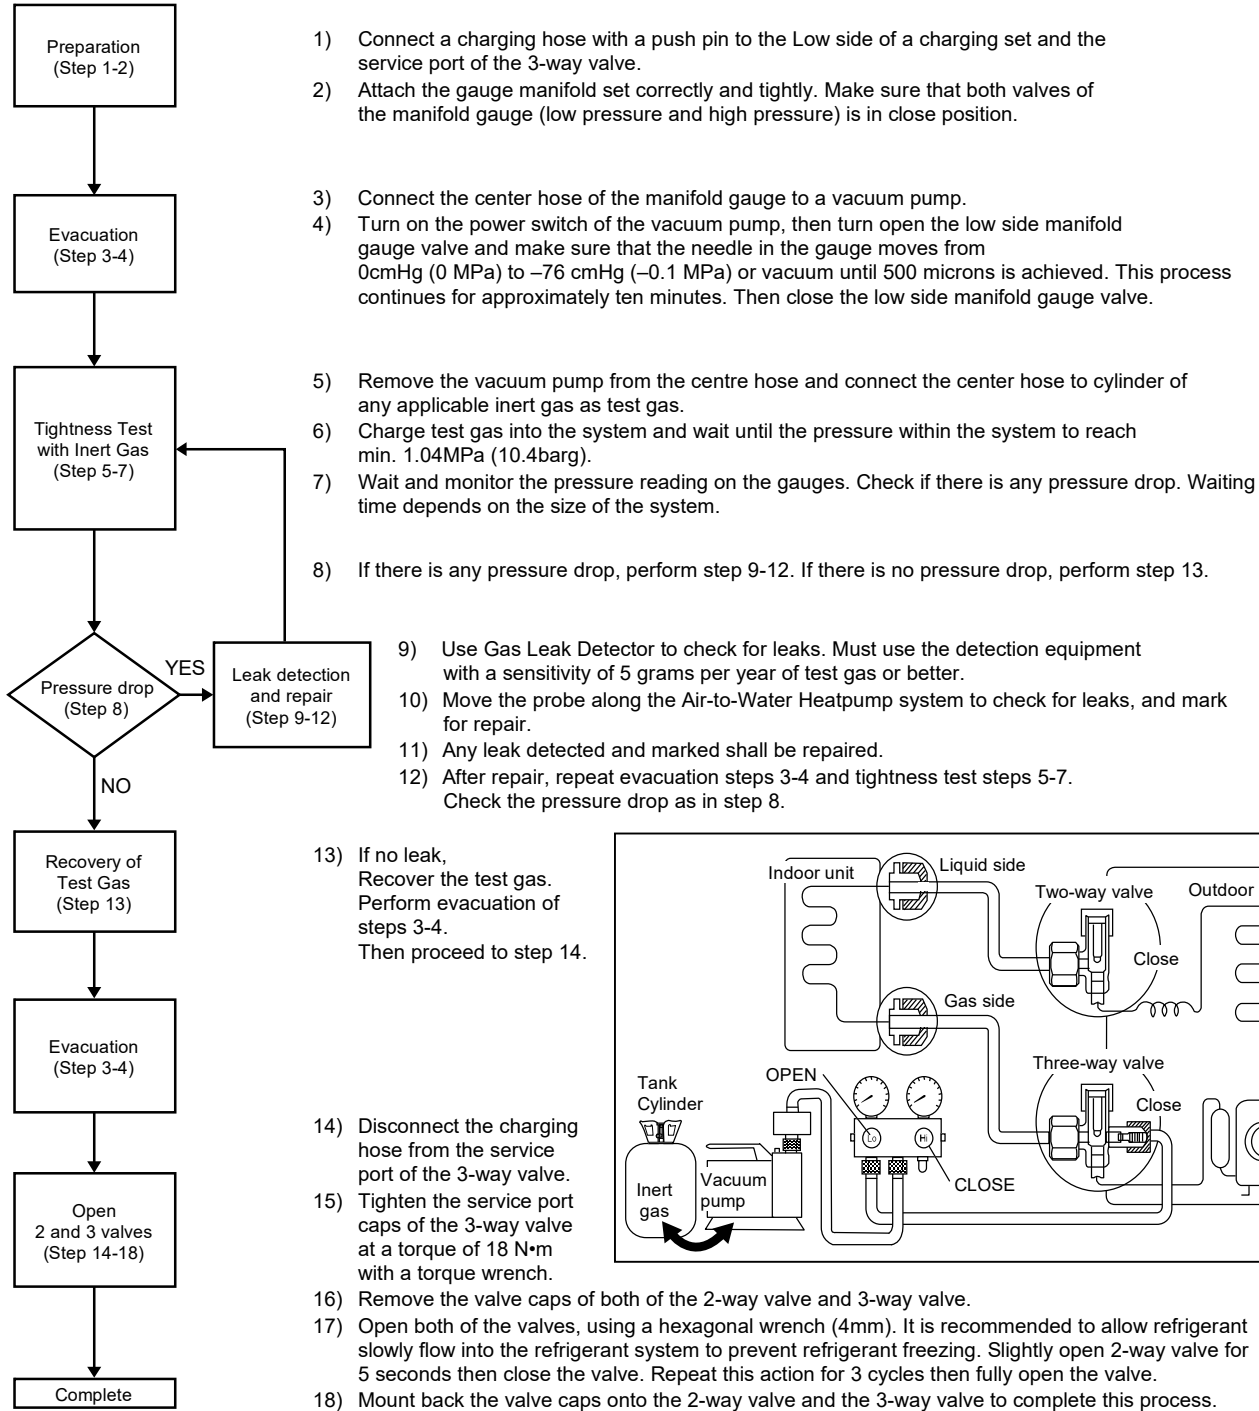 Preparation
(Step 1-2)
1) Connect a charging hose with a push pin to the Low side of a charging set and the
service port of the 3-way valve.
2) Attach the gauge manifold set correctly and tightly. Make sure that both valves of
the manifold gauge (low pressure and high pressure) is in close position.
Evacuation
(Step 3-4)
3) Connect the center hose of the manifold gauge to a vacuum pump.
4) Turn on the power switch of the vacuum pump, then turn open the low side manifold
gauge valve and make sure that the needle in the gauge moves from
0cmHg (0 MPa) to –76 cmHg (–0.1 MPa) or vacuum until 500 microns is achieved. This process
continues for approximately ten minutes. Then close the low side manifold gauge valve.
Tightness Test
with Inert Gas
(Step 5-7)
5) Remove the vacuum pump from the centre hose and connect the center hose to cylinder of
any applicable inert gas as test gas.
6) Charge test gas into the system and wait until the pressure within the system to reach
min. 1.04MPa (10.4barg).
7) Wait and monitor the pressure reading on the gauges. Check if there is any pressure drop. Waiting
time depends on the size of the system.
8) If there is any pressure drop, perform step 9-12. If there is no pressure drop, perform step 13.
Pressure drop
(Step 8)
YES
NO
Leak detection
and repair
(Step 9-12)
9) Use Gas Leak Detector to check for leaks. Must use the detection equipment
with a sensitivity of 5 grams per year of test gas or better.
10) Move the probe along the Air-to-Water Heatpump system to check for leaks, and mark
for repair.
11) Any leak detected and marked shall be repaired.
12) After repair, repeat evacuation steps 3-4 and tightness test steps 5-7.
Check the pressure drop as in step 8.
Recovery of
Test Gas
(Step 13)
13) If no leak,
Recover the test gas.
Perform evacuation of
steps 3-4.
Then proceed to step 14.
Indoor unit
Liquid side
Two-way valve
Outdoor
Close
Gas side
Three-way valve
Close
OPEN
Tank
Cylinder
Lo
Hi
CLOSE
Inert
gas
Vacuum
pump
Evacuation
(Step 3-4)
Open
2 and 3 valves
(Step 14-18)
14) Disconnect the charging
hose from the service
port of the 3-way valve.
15) Tighten the service port
caps of the 3-way valve
at a torque of 18 N•m
with a torque wrench.
16) Remove the valve caps of both of the 2-way valve and 3-way valve.
17) Open both of the valves, using a hexagonal wrench (4mm). It is recommended to allow refrigerant
slowly flow into the refrigerant system to prevent refrigerant freezing. Slightly open 2-way valve for
5 seconds then close the valve. Repeat this action for 3 cycles then fully open the valve.
18) Mount back the valve caps onto the 2-way valve and the 3-way valve to complete this process.
Complete